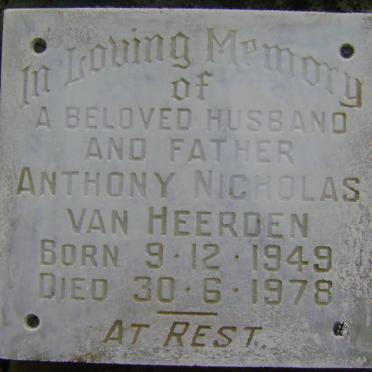 In Loving Memory
of
A BELOVED HUSBAND
AND FATHER
ANTHONY NICHOLAS
VAN HEERDEN
BORN 9·12·1949
DIED 30·6·1978
AT REST.